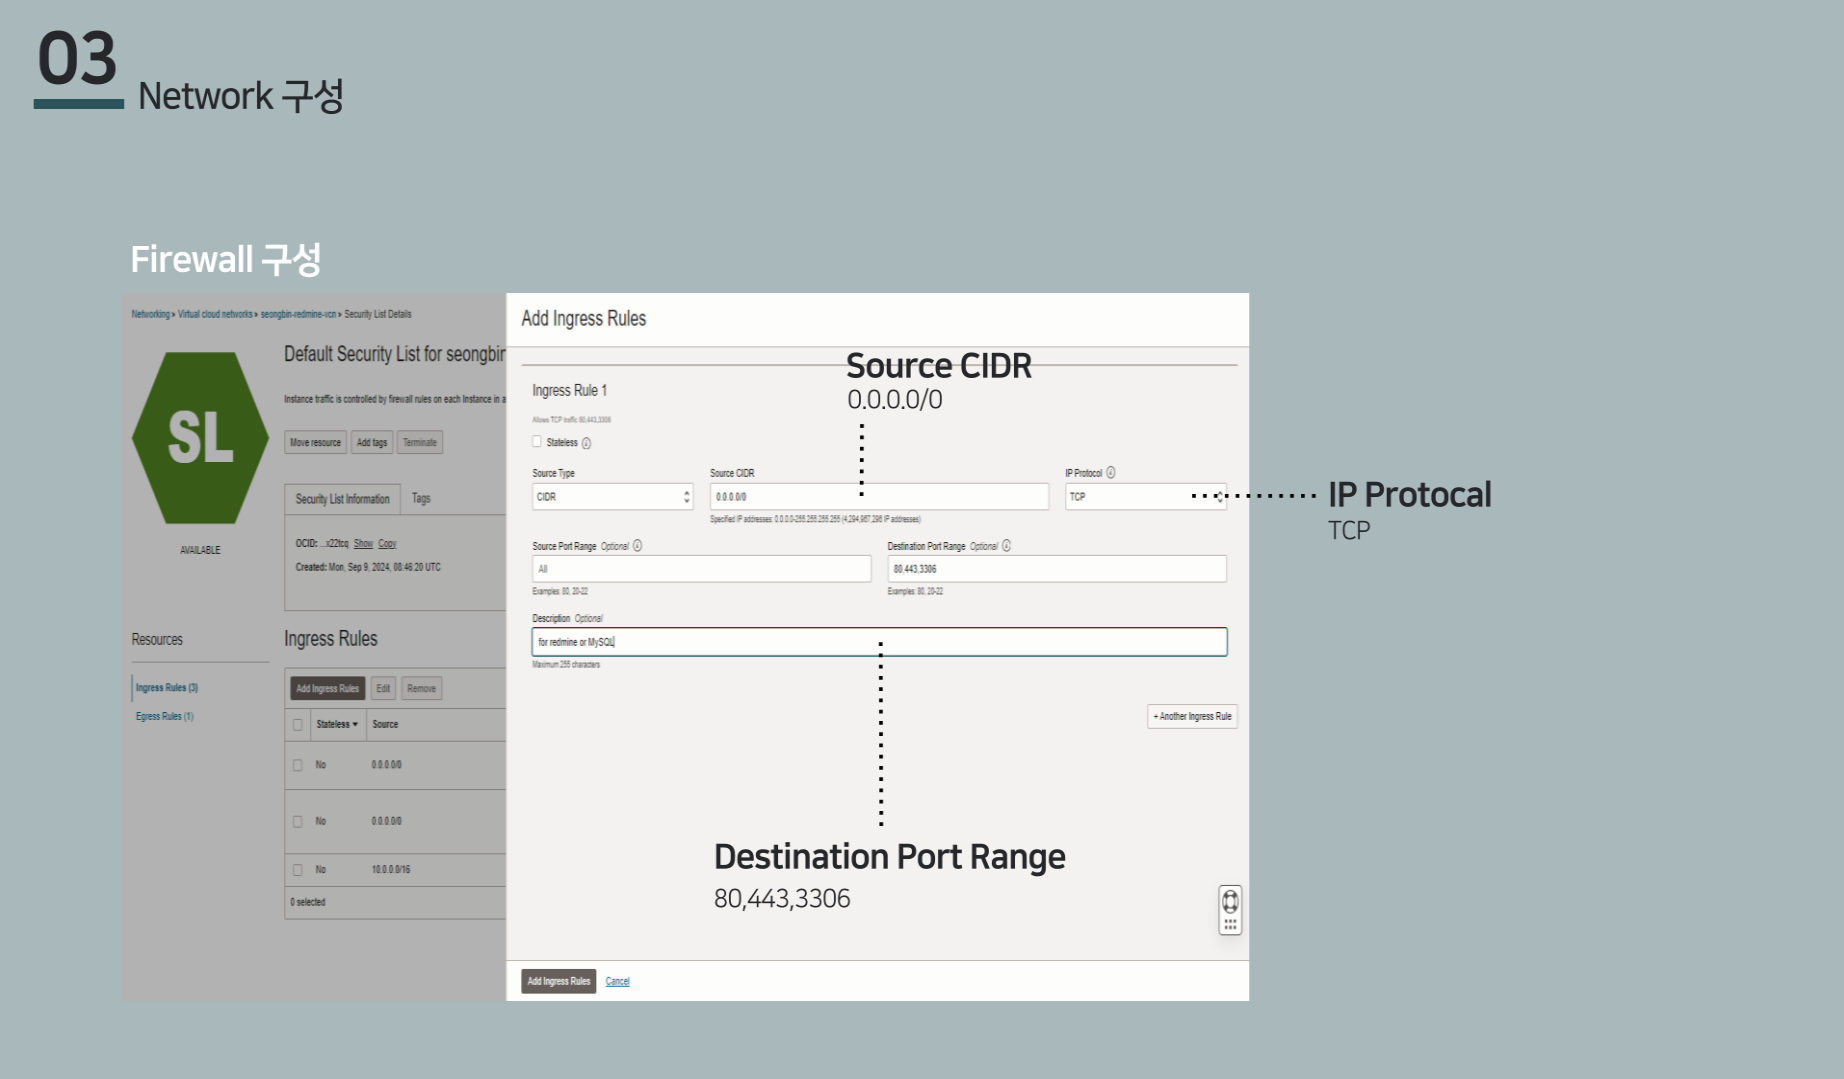 03
Network 구성
Firewall 구성
Networking » Virtual cloud networks » seongbin-redmine-vcn » Security List Details
SL
AVAILABLE
Default Security List for seongbin
Instance traffic is controlled by firewall rules on each Instance in a
Move resource Add tags Terminate
Security List Information Tags
OCID: ...x22tcq Show Copy
Created: Mon, Sep 9, 2024, 08:46:20 UTC
Resources
Ingress Rules (3)
Egress Rules (1)
Ingress Rules
Add Ingress Rules Edit Remove
Stateless Source
No 0.0.0.0/0
No 0.0.0.0/0
No 10.0.0.0/16
0 selected
Add Ingress Rules
Source CIDR
0.0.0.0/0
Ingress Rule 1
Allows TCP traffic 80,443,3306
Stateless
Source Type Source CIDR IP Protocol
CIDR 0.0.0.0/0 TCP
Specified IP addresses: 0.0.0.0-255.255.255.255 (4,294,967,296 IP addresses)
IP Protocal
TCP
Source Port Range Optional Destination Port Range Optional
All 80,443,3306
Examples: 80, 20-22 Examples: 80, 20-22
Description Optional
for redmine or MySQL
Maximum 255 characters
+ Another Ingress Rule
Destination Port Range
80,443,3306
Add Ingress Rules Cancel